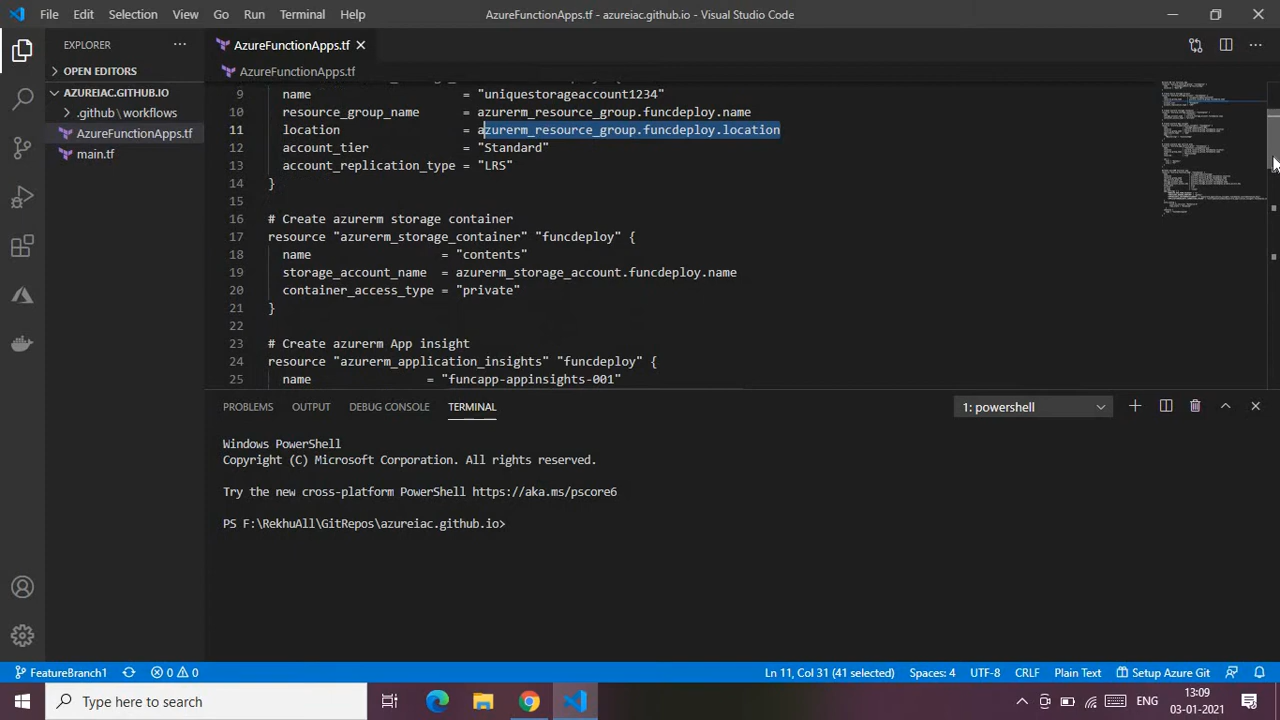 File Edit Selection View Go Run Terminal Help AzureFunctionApps.tf - azureiac.github.io - Visual Studio Code
EXPLORER
OPEN EDITORS
AZUREIAC.GITHUB.IO
.github\workflows
AzureFunctionApps.tf
main.tf
AzureFunctionApps.tf
AzureFunctionApps.tf
9 name = "uniquestorageaccount1234"
10 resource_group_name = azurerm_resource_group.funcdeploy.name
11 location = azurerm_resource_group.funcdeploy.location
12 account_tier = "Standard"
13 account_replication_type = "LRS"
14 }
15
16 # Create azurerm storage container
17 resource "azurerm_storage_container" "funcdeploy" {
18 name = "contents"
19 storage_account_name = azurerm_storage_account.funcdeploy.name
20 container_access_type = "private"
21 }
22
23 # Create azurerm App insight
24 resource "azurerm_application_insights" "funcdeploy" {
25 name = "funcapp-appinsights-001"
PROBLEMS OUTPUT DEBUG CONSOLE TERMINAL 1: powershell
Windows PowerShell
Copyright (C) Microsoft Corporation. All rights reserved.
Try the new cross-platform PowerShell https://aka.ms/pscore6
PS F:\RekhuAll\GitRepos\azureiac.github.io>
FeatureBranch1 0 0 Ln 11, Col 31 (41 selected) Spaces: 4 UTF-8 CRLF Plain Text Setup Azure Git
Type here to search ENG 13:09
03-01-2021